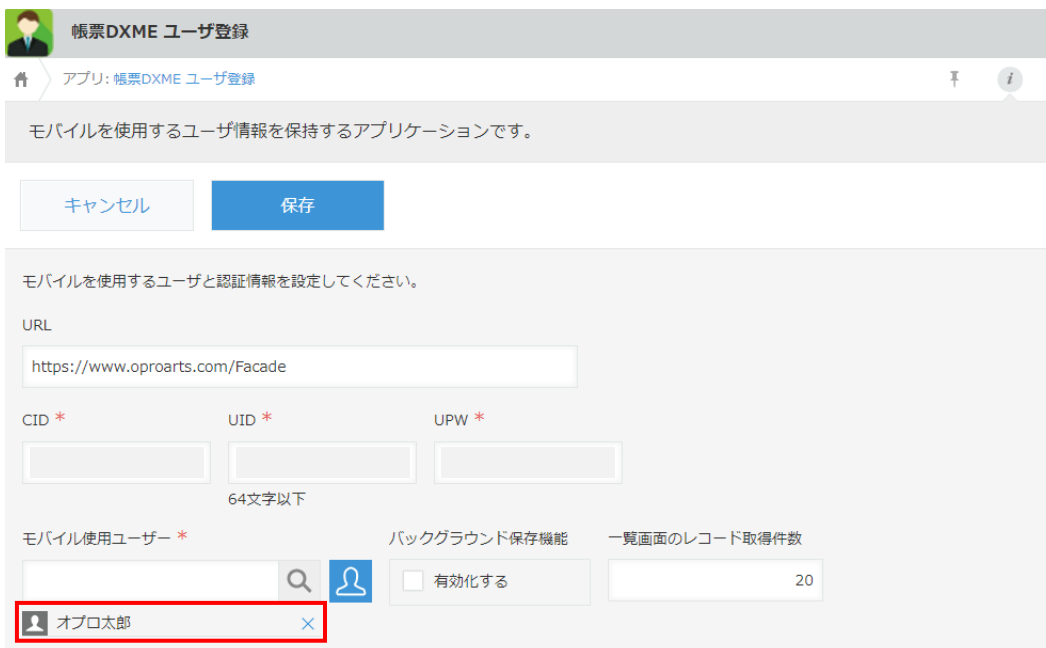 帳票DXME ユーザ登録
アプリ: 帳票DXME ユーザ登録
モバイルを使用するユーザ情報を保持するアプリケーションです。
キャンセル 保存
モバイルを使用するユーザと認証情報を設定してください。
URL
https://www.oproarts.com/Facade
CID * UID * UPW *
64文字以下
モバイル使用ユーザー * バックグラウンド保存機能 一覧画面のレコード取得件数
有効化する 20
オプロ太郎